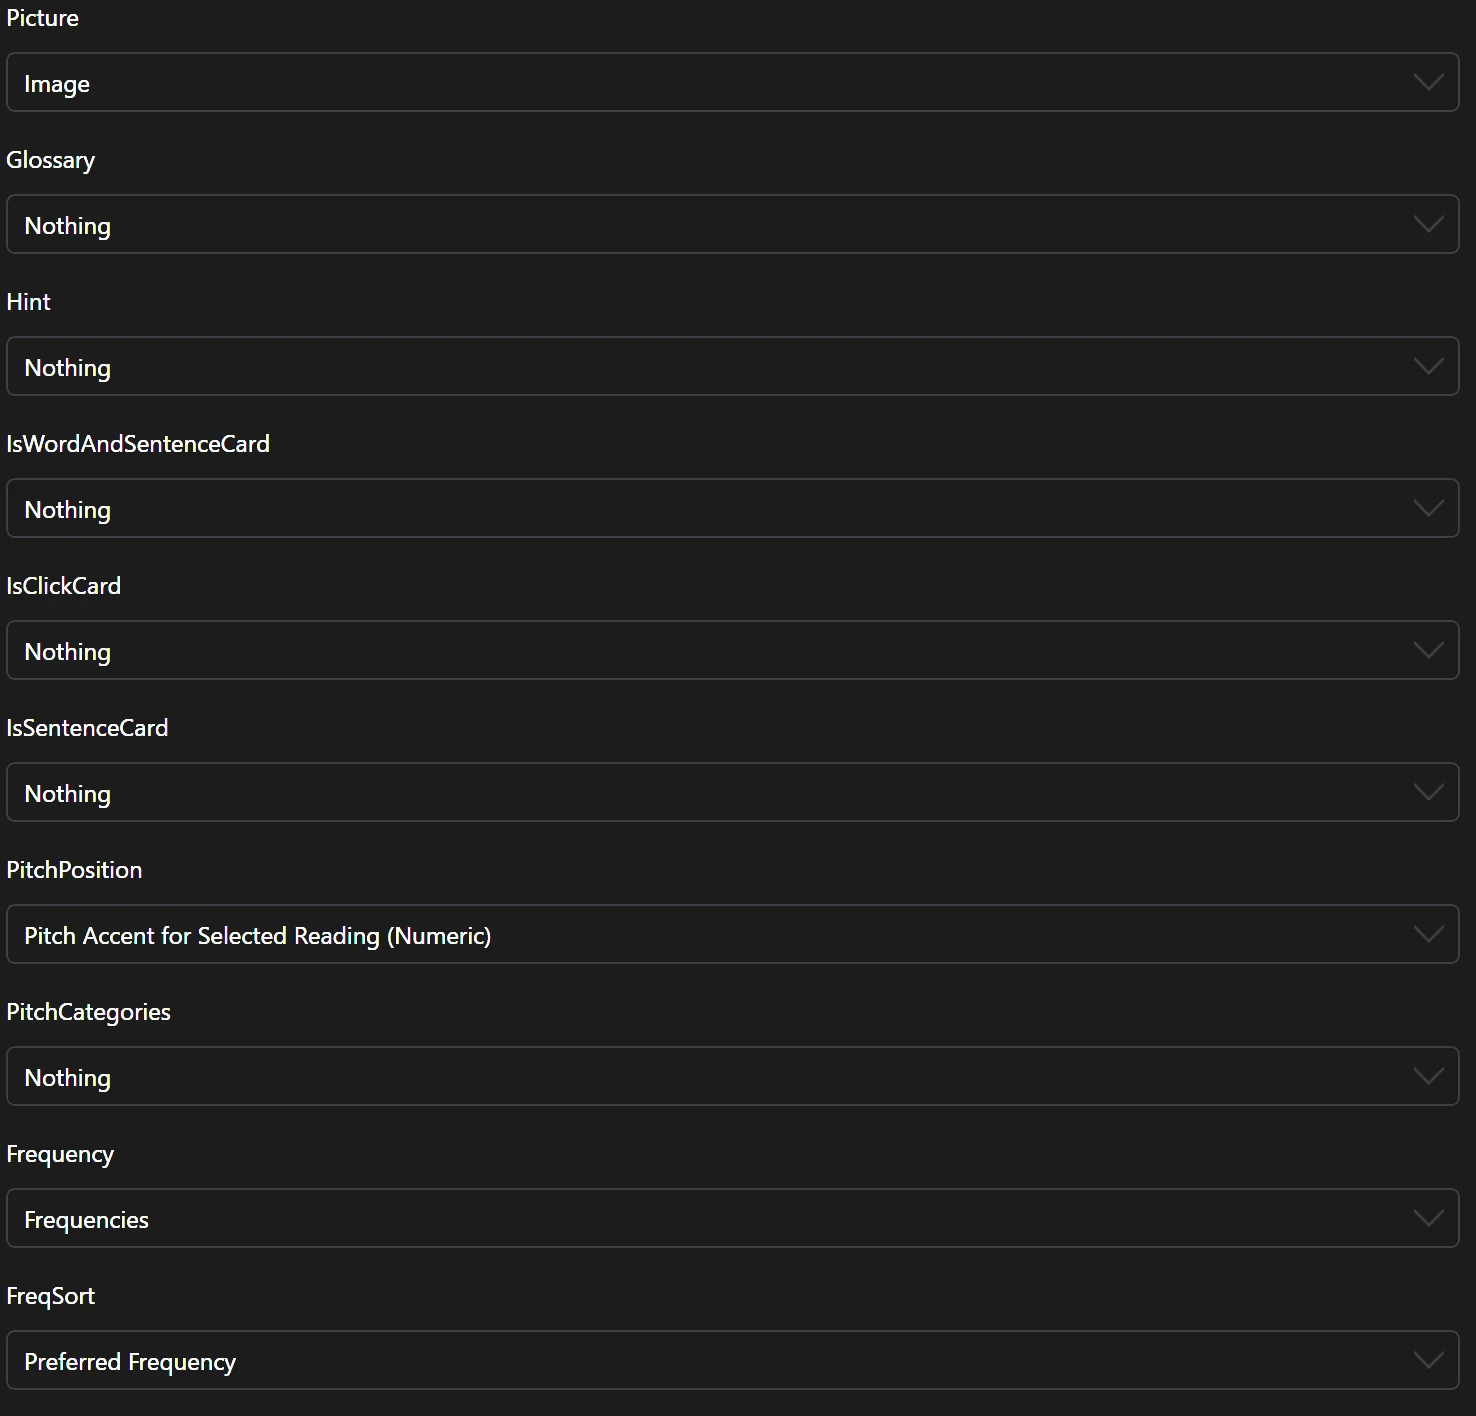 Picture
Image
Glossary
Nothing
Hint
Nothing
IsWordAndSentenceCard
Nothing
IsClickCard
Nothing
IsSentenceCard
Nothing
PitchPosition
Pitch Accent for Selected Reading (Numeric)
PitchCategories
Nothing
Frequency
Frequencies
FreqSort
Preferred Frequency